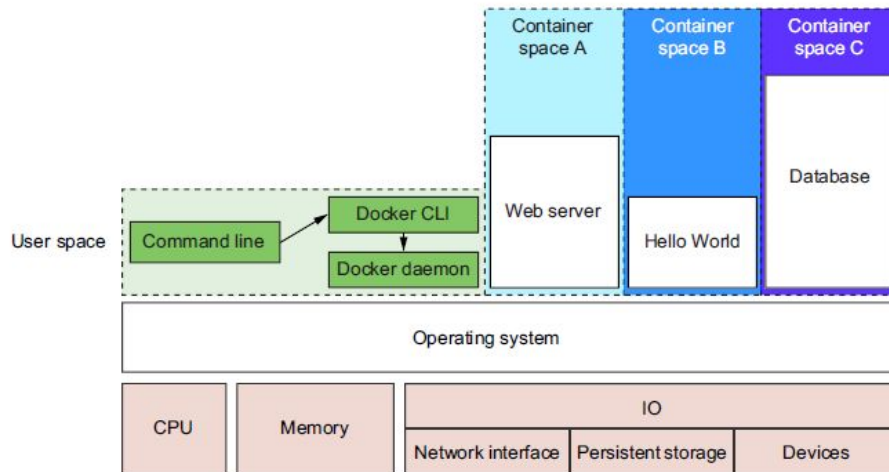 Container
space A
Container
space B
Container
space C
Database
Web server
Docker CLI
User space
Command line
Hello World
Docker daemon
Operating system
CPU
Memory
IO
Network interface
Persistent storage
Devices